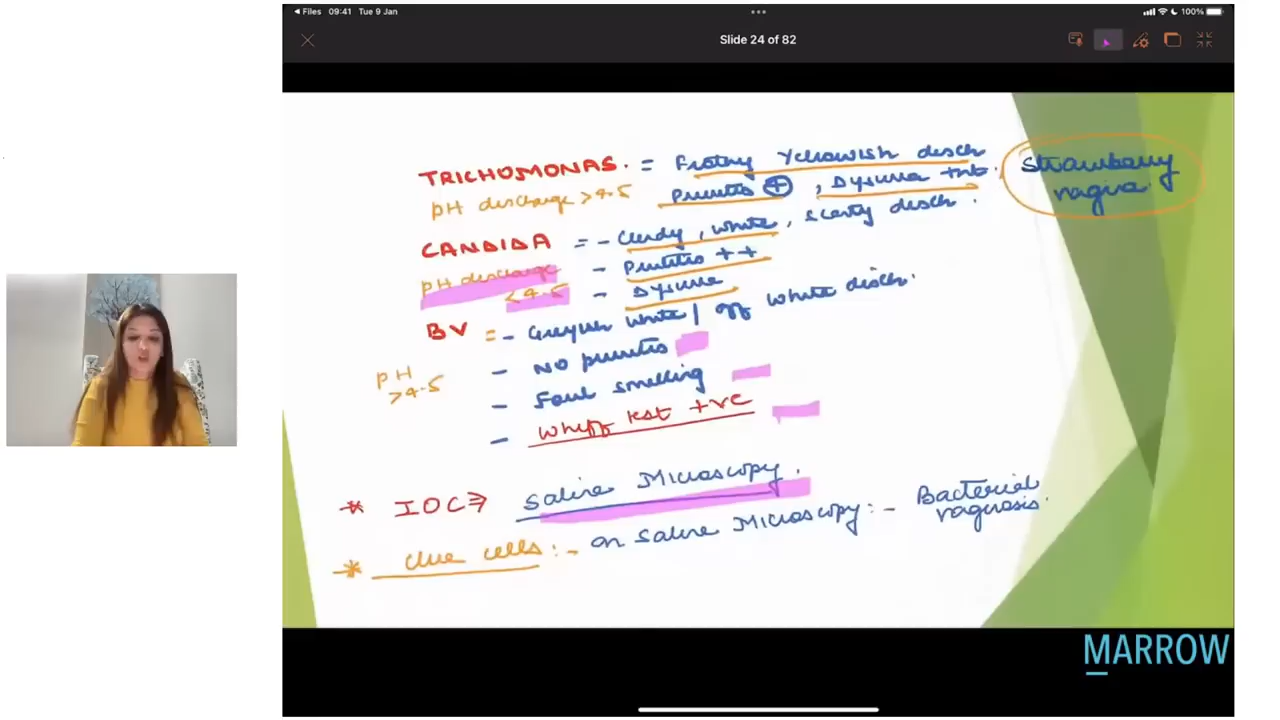 Files 09:41 Tue 9 Jan
100%
Slide 24 of 82
TRICHOMONAS. = Frothy Yellowish disch
pH discharge > 4.5 Pruritis + , Dysuria +nt.
Strawberry
vagina
CANDIDA = - Curdy, white, scanty disch.
pH discharge - Pruritis ++
<4.5 - Dysuria
BV = - Greyish white / off white disch.
pH
>4.5
- NO pruritis
- Foul smelling
- Whiff test +ve
* IOC ⇒ Saline Microscopy.
* Clue cells :- on Saline Microscopy :- Bacterial
vaginosis.
MARROW